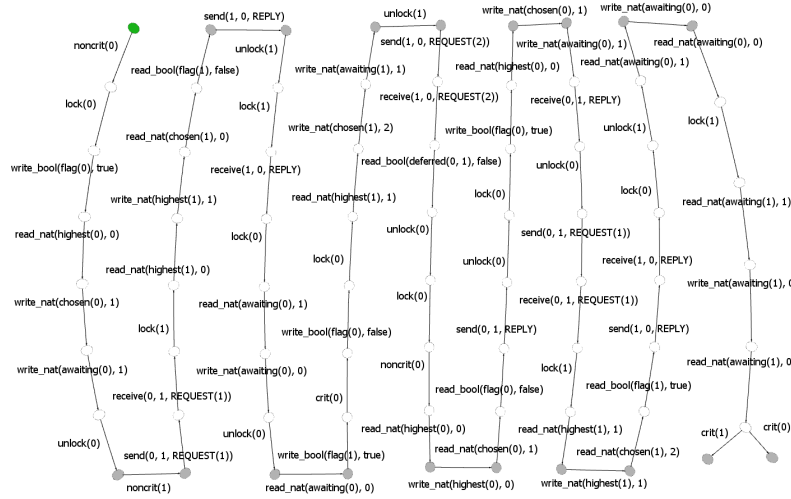 noncrit(0)
lock(0)
write_bool(flag(0), true)
read_nat(highest(0), 0)
write_nat(chosen(0), 1)
write_nat(awaiting(0), 1)
unlock(0)
noncrit(1)
send(0, 1, REQUEST(1))
receive(0, 1, REQUEST(1))
lock(1)
read_nat(highest(1), 0)
write_nat(highest(1), 1)
read_nat(chosen(1), 0)
read_bool(flag(1), false)
send(1, 0, REPLY)
unlock(1)
lock(1)
receive(1, 0, REPLY)
lock(0)
read_nat(awaiting(0), 1)
write_nat(awaiting(0), 0)
unlock(0)
read_nat(awaiting(0), 0)
write_bool(flag(1), true)
crit(0)
write_bool(flag(0), false)
lock(0)
read_nat(highest(1), 1)
write_nat(chosen(1), 2)
write_nat(awaiting(1), 1)
unlock(1)
send(1, 0, REQUEST(2))
receive(1, 0, REQUEST(2))
read_bool(deferred(0, 1), false)
unlock(0)
lock(0)
noncrit(0)
read_nat(highest(0), 0)
write_nat(highest(0), 0)
read_nat(chosen(0), 1)
read_bool(flag(0), false)
send(0, 1, REPLY)
unlock(0)
lock(0)
write_bool(flag(0), true)
read_nat(highest(0), 0)
write_nat(chosen(0), 1)
write_nat(awaiting(0), 1)
receive(0, 1, REPLY)
unlock(0)
send(0, 1, REQUEST(1))
receive(0, 1, REQUEST(1))
lock(1)
read_nat(highest(1), 1)
write_nat(highest(1), 1)
read_nat(chosen(1), 2)
read_bool(flag(1), true)
send(1, 0, REPLY)
receive(1, 0, REPLY)
lock(0)
unlock(1)
read_nat(awaiting(0), 1)
write_nat(awaiting(0), 0)
read_nat(awaiting(0), 0)
lock(1)
read_nat(awaiting(1), 1)
write_nat(awaiting(1), 0
read_nat(awaiting(1), 0
crit(1)
crit(0)